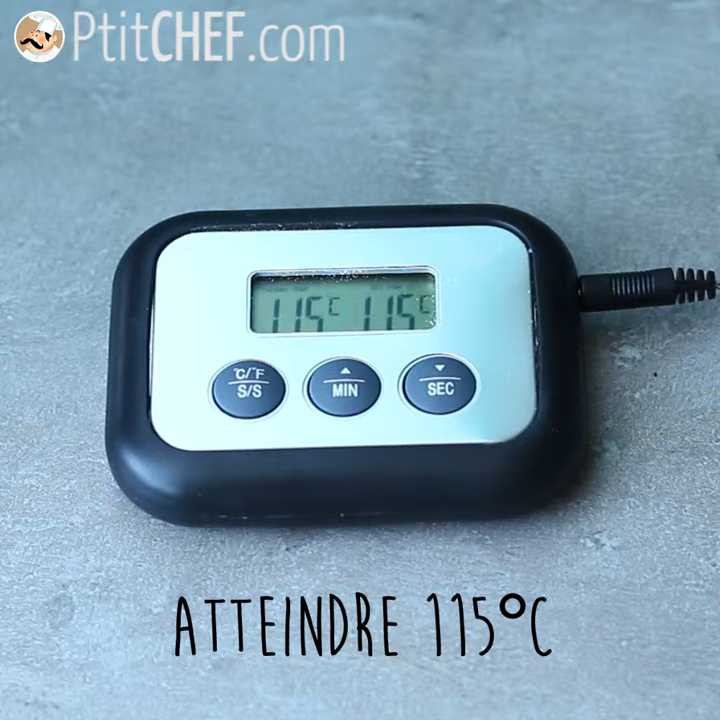 PtitCHEF.com
115°C 115°C
°C/°F
S/S
MIN
SEC
ATTEINDRE 115°C